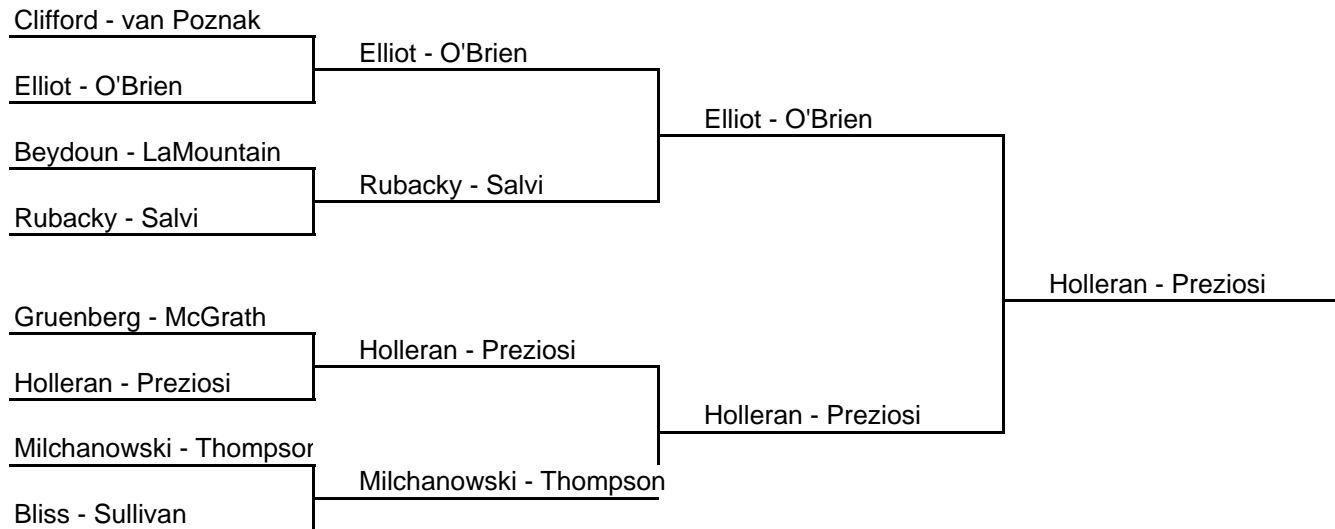 Clifford - van Poznak
Elliot - O'Brien
Elliot - O'Brien
Elliot - O'Brien
Beydoun - LaMountain
Rubacky - Salvi
Rubacky - Salvi
Holleran - Preziosi
Gruenberg - McGrath
Holleran - Preziosi
Holleran - Preziosi
Holleran - Preziosi
Milchanowski - Thompson
Milchanowski - Thompson
Bliss - Sullivan